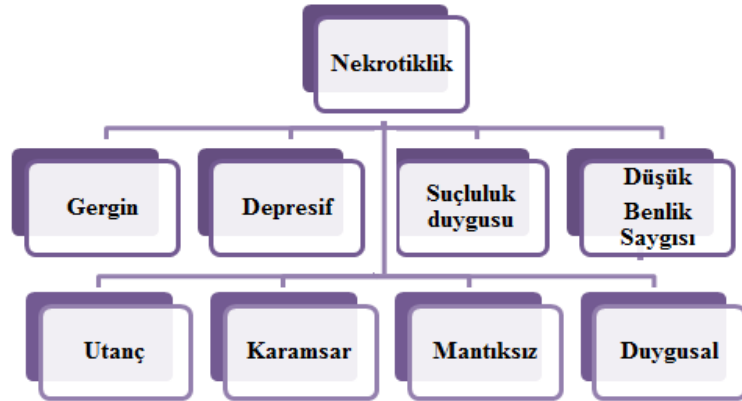 Nekrotiklik
Gergin
Depresif
Suçluluk
duygusu
Düşük
Benlik
Saygısı
Utanç
Karamsar
Mantıksız
Duygusal